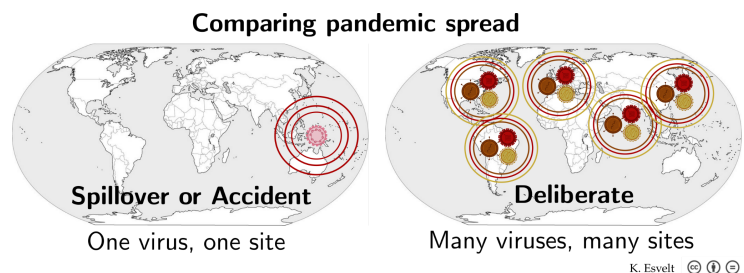 Comparing pandemic spread
Spillover or Accident
One virus, one site
Deliberate
Many viruses, many sites
K. Esvelt